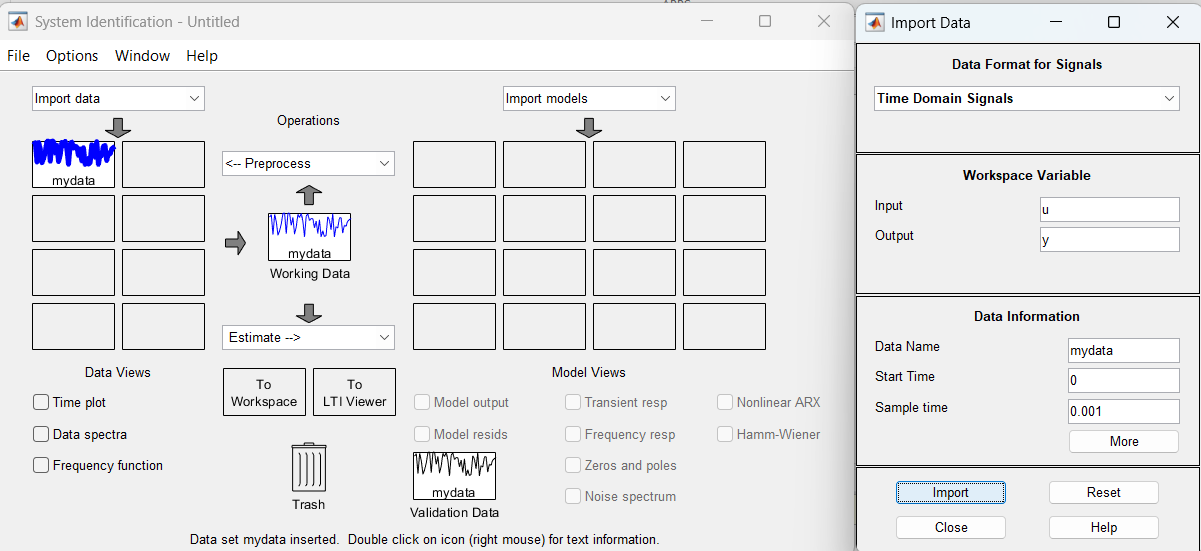 System Identification - Untitled
File Options Window Help
Import data
Import models
Operations
mydata
<-- Preprocess
mydata
Working Data
Estimate -->
Data Views
To
Workspace
To
LTI Viewer
Model Views
Time plot
Data spectra
Frequency function
Trash
Model output
Transient resp
Nonlinear ARX
Model resids
Frequency resp
Hamm-Wiener
Zeros and poles
Noise spectrum
mydata
Validation Data
Data set mydata inserted. Double click on icon (right mouse) for text information.
Import Data
Data Format for Signals
Time Domain Signals
Workspace Variable
Input
u
Output
y
Data Information
Data Name
mydata
Start Time
0
Sample time
0.001
More
Import
Reset
Close
Help